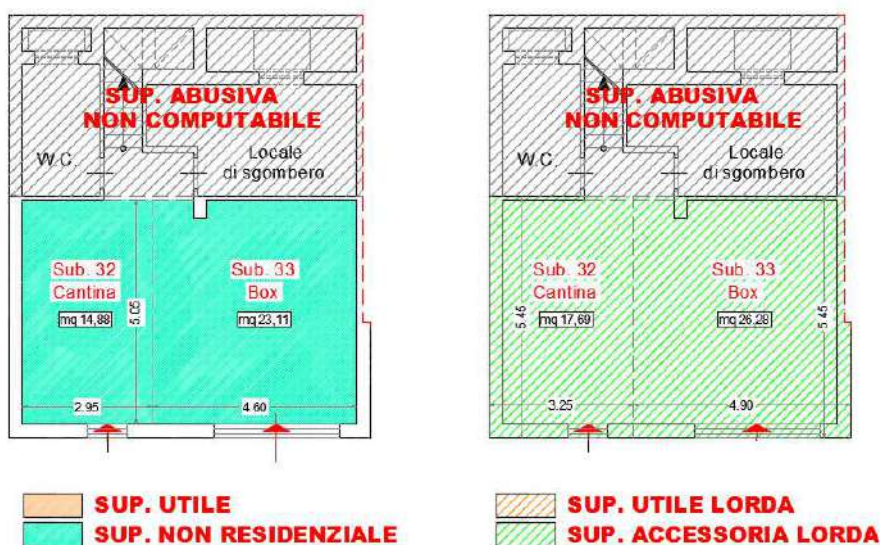 SUP. ABUSIVA
NON COMPUTABILE
W.C.
Locale
di sgombero
Sub. 32
Cantina
mq 14,88
5.05
Sub. 33
Box
mq 23,11
2.95
4.60
SUP. UTILE
SUP. NON RESIDENZIALE
SUP. ABUSIVA
NON COMPUTABILE
W.C.
Locale
di sgombero
Sub. 32
Cantina
mq 17,69
5.45
Sub. 33
Box
mq 26,28
5.45
3.25
4.90
SUP. UTILE LORDA
SUP. ACCESSORIA LORDA